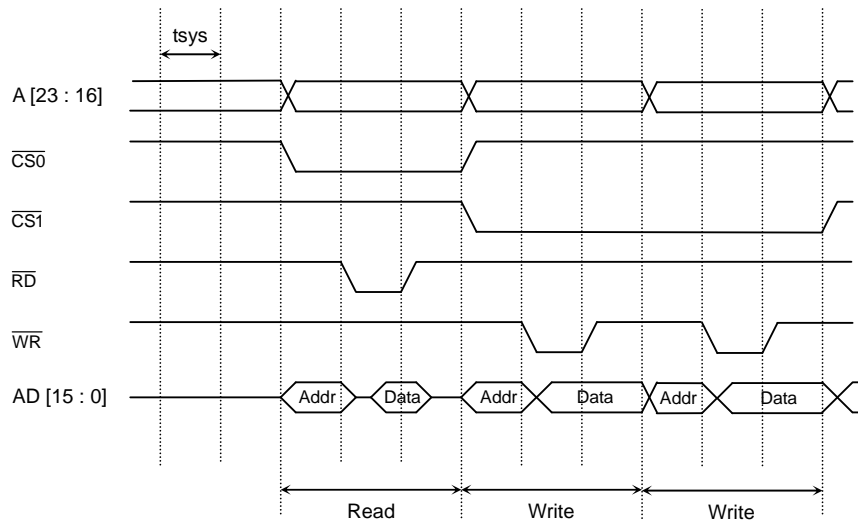 tsys
A [23 : 16]
CS0
CS1
RD
WR
AD [15 : 0]
Addr Data Addr Data Addr Data
Read Write Write